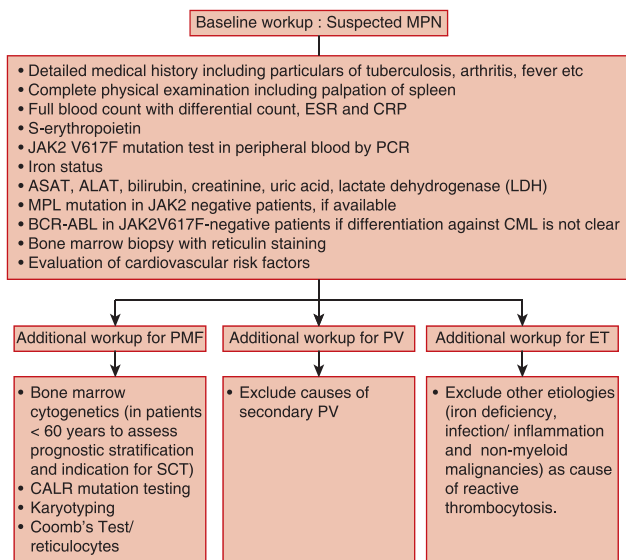 Baseline workup : Suspected MPN
• Detailed medical history including particulars of tuberculosis, arthritis, fever etc
• Complete physical examination including palpation of spleen
• Full blood count with differential count, ESR and CRP
• S-erythropoietin
• JAK2 V617F mutation test in peripheral blood by PCR
• Iron status
• ASAT, ALAT, bilirubin, creatinine, uric acid, lactate dehydrogenase (LDH)
• MPL mutation in JAK2 negative patients, if available
• BCR-ABL in JAK2V617F-negative patients if differentiation against CML is not clear
• Bone marrow biopsy with reticulin staining
• Evaluation of cardiovascular risk factors
Additional workup for PMF
• Bone marrow
cytogenetics (in patients
< 60 years to assess
prognostic stratification
and indication for SCT)
• CALR mutation testing
• Karyotyping
• Coomb's Test/
reticulocytes
Additional workup for PV
• Exclude causes of
secondary PV
Additional workup for ET
• Exclude other etiologies
(iron deficiency,
infection/ inflammation
and non-myeloid
malignancies) as cause
of reactive
thrombocytosis.